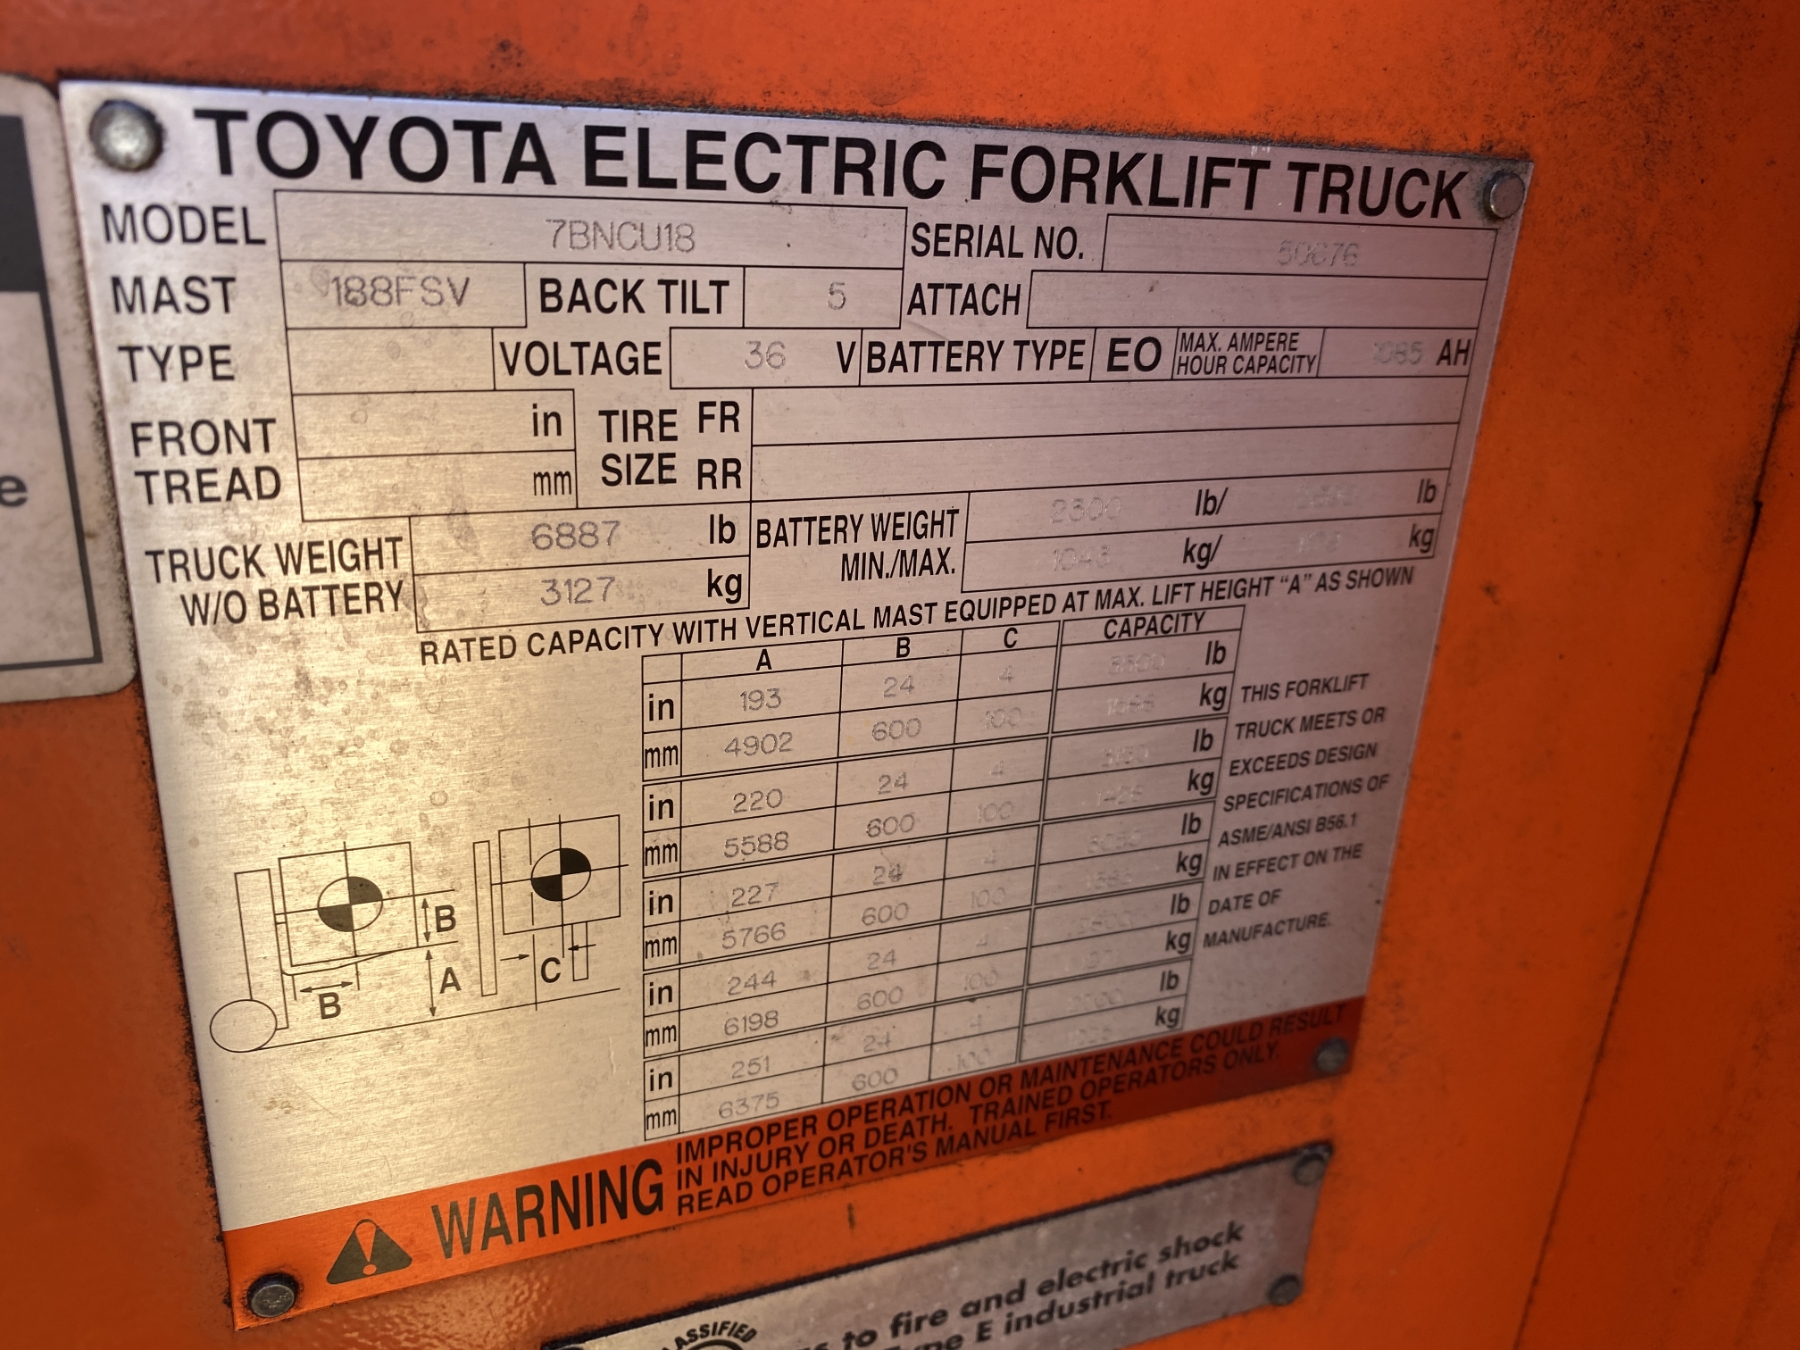 TOYOTA ELECTRIC FORKLIFT TRUCK
MODEL 7BNCU18 SERIAL NO.
MAST 188FSV BACK TILT 5 ATTACH
TYPE VOLTAGE 36 V BATTERY TYPE EO MAX. AMPERE HOUR CAPACITY AH
FRONT TREAD in mm TIRE SIZE FR RR
TRUCK WEIGHT W/O BATTERY 6887 lb 3127 kg BATTERY WEIGHT MIN./MAX. lb/ lb kg/ kg
RATED CAPACITY WITH VERTICAL MAST EQUIPPED AT MAX. LIFT HEIGHT “A” AS SHOWN
A B C CAPACITY
in 193 24 4 lb
mm 4902 600 100 kg
in 220 24 4 lb
mm 5588 600 100 kg
in 227 24 4 lb
mm 5766 600 100 kg
in 244 24 4 lb
mm 6198 600 100 kg
in 251 24 4 lb
mm 6375 600 100 kg
THIS FORKLIFT
TRUCK MEETS OR
EXCEEDS DESIGN
SPECIFICATIONS OF
ASME/ANSI B56.1
IN EFFECT ON THE
DATE OF
MANUFACTURE.
B
A
B
C
WARNING
IMPROPER OPERATION OR MAINTENANCE COULD RESULT
IN INJURY OR DEATH. TRAINED OPERATORS ONLY.
READ OPERATOR'S MANUAL FIRST.
to fire and electric shock
E industrial truck
e